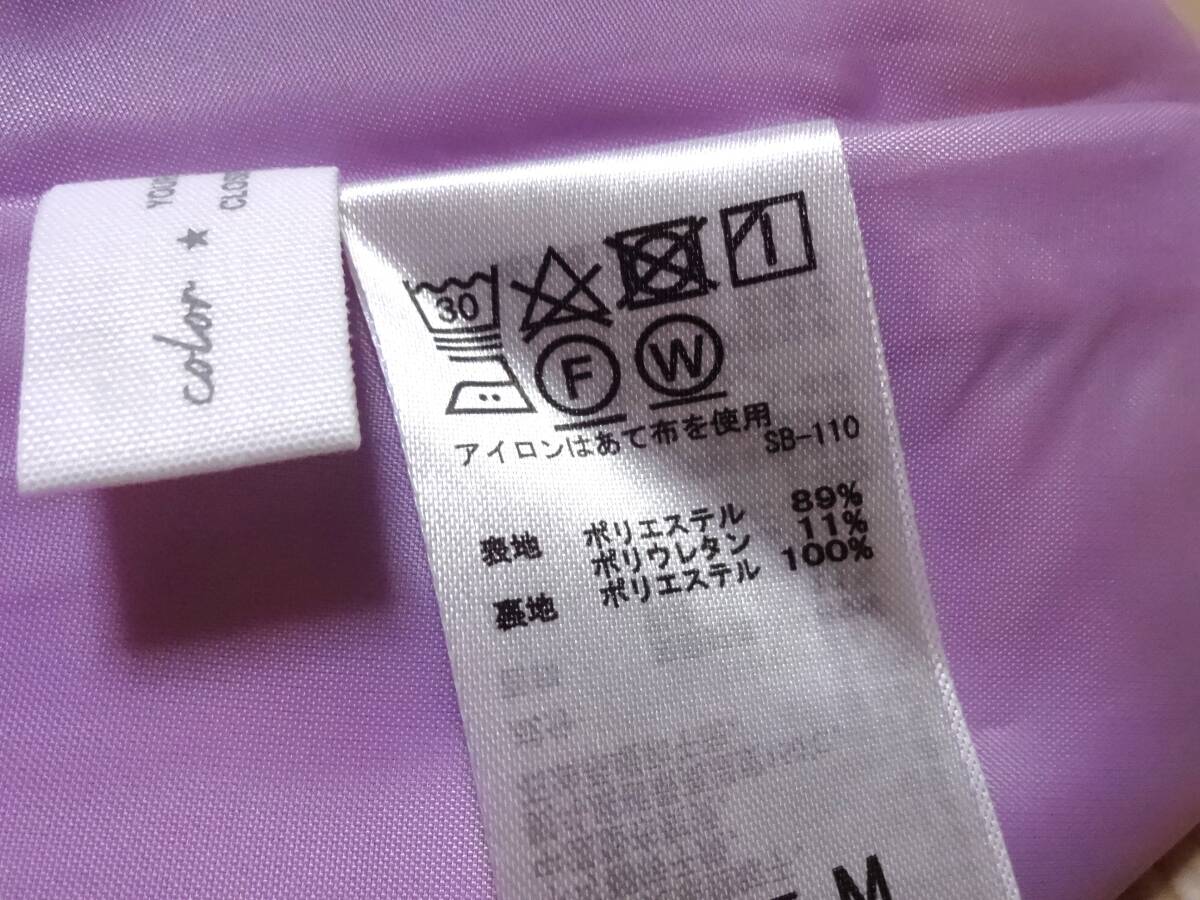 YOUR
CLOS
color ★
30
F W
アイロンはあて布を使用
SB-110
表地 ポリエステル 89%
ポリウレタン 11%
裏地 ポリエステル 100%
M